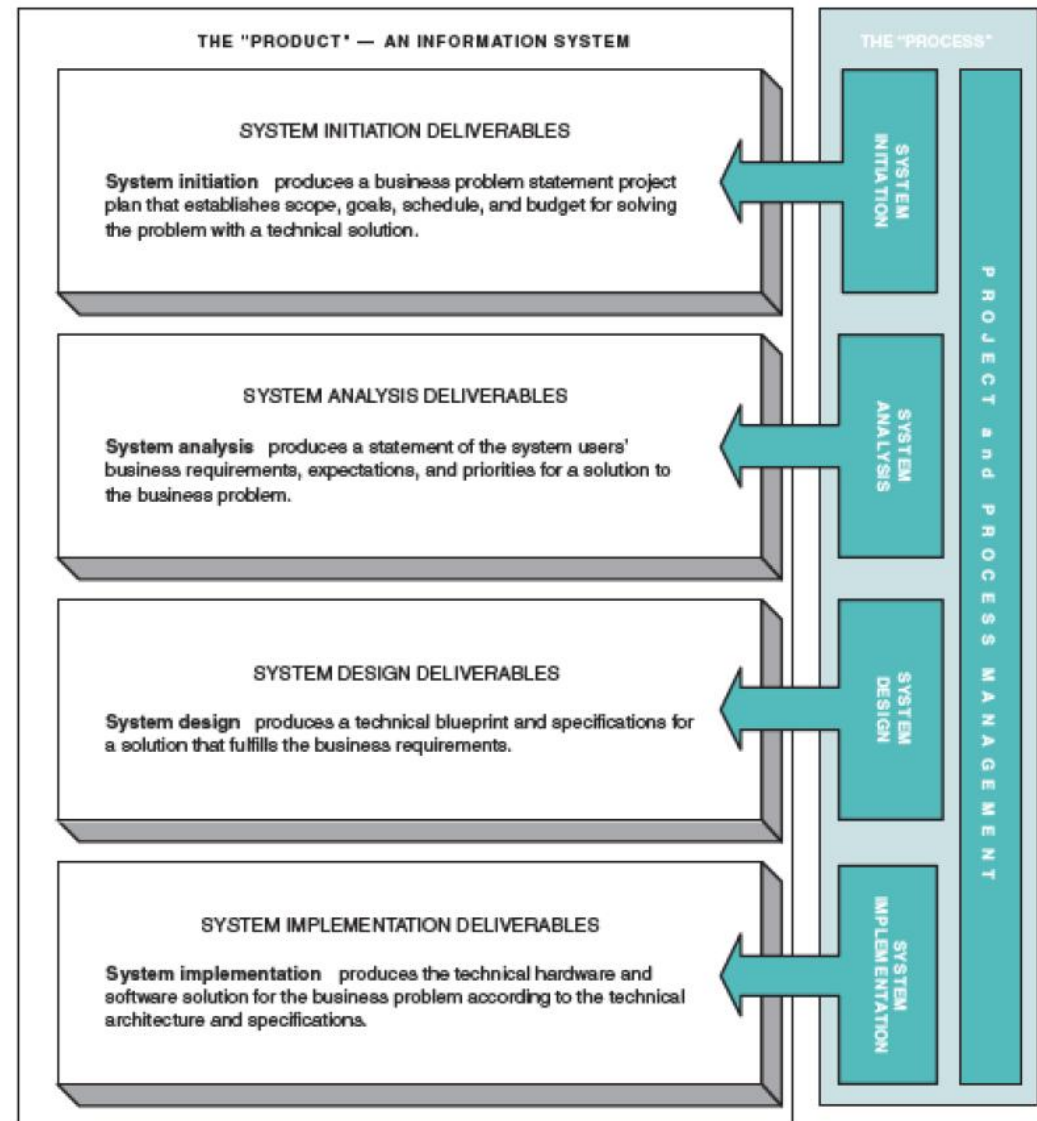 THE "PRODUCT" — AN INFORMATION SYSTEM
THE "PROCESS"
SYSTEM INITIATION DELIVERABLES
System initiation produces a business problem statement project
plan that establishes scope, goals, schedule, and budget for solving
the problem with a technical solution.
SYSTEM
INITIATION
SYSTEM ANALYSIS DELIVERABLES
System analysis produces a statement of the system users'
business requirements, expectations, and priorities for a solution to
the business problem.
SYSTEM
ANALYSIS
SYSTEM DESIGN DELIVERABLES
System design produces a technical blueprint and specifications for
a solution that fulfills the business requirements.
SYSTEM
DESIGN
SYSTEM IMPLEMENTATION DELIVERABLES
System implementation produces the technical hardware and
software solution for the business problem according to the technical
architecture and specifications.
SYSTEM
IMPLEMENTATION
PROJECT and PROCESS MANAGEMENT